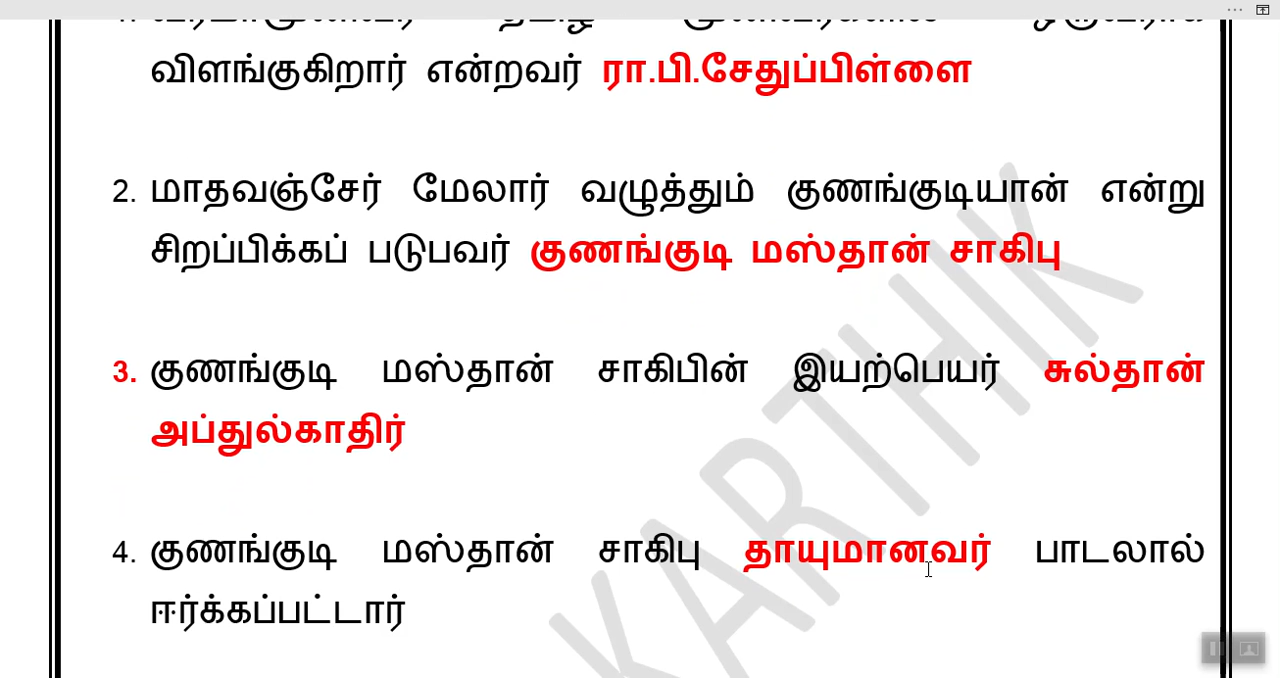 விளங்குகிறார் என்றவர் ரா.பி.சேதுப்பிள்ளை
2. மாதவஞ்சேர் மேலார் வழுத்தும் குணங்குடியான் என்று
சிறப்பிக்கப் படுபவர் குணங்குடி மஸ்தான் சாகிபு
3. குணங்குடி மஸ்தான் சாகிபின் இயற்பெயர் சுல்தான்
அப்துல்காதிர்
4. குணங்குடி மஸ்தான் சாகிபு தாயுமானவர் பாடலால்
ஈர்க்கப்பட்டார்
KARTHIK